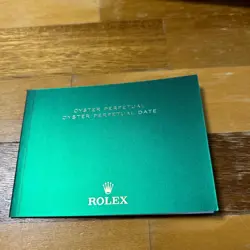 OYSTER PERPETUAL
OYSTER PERPETUAL DATE
ROLEX